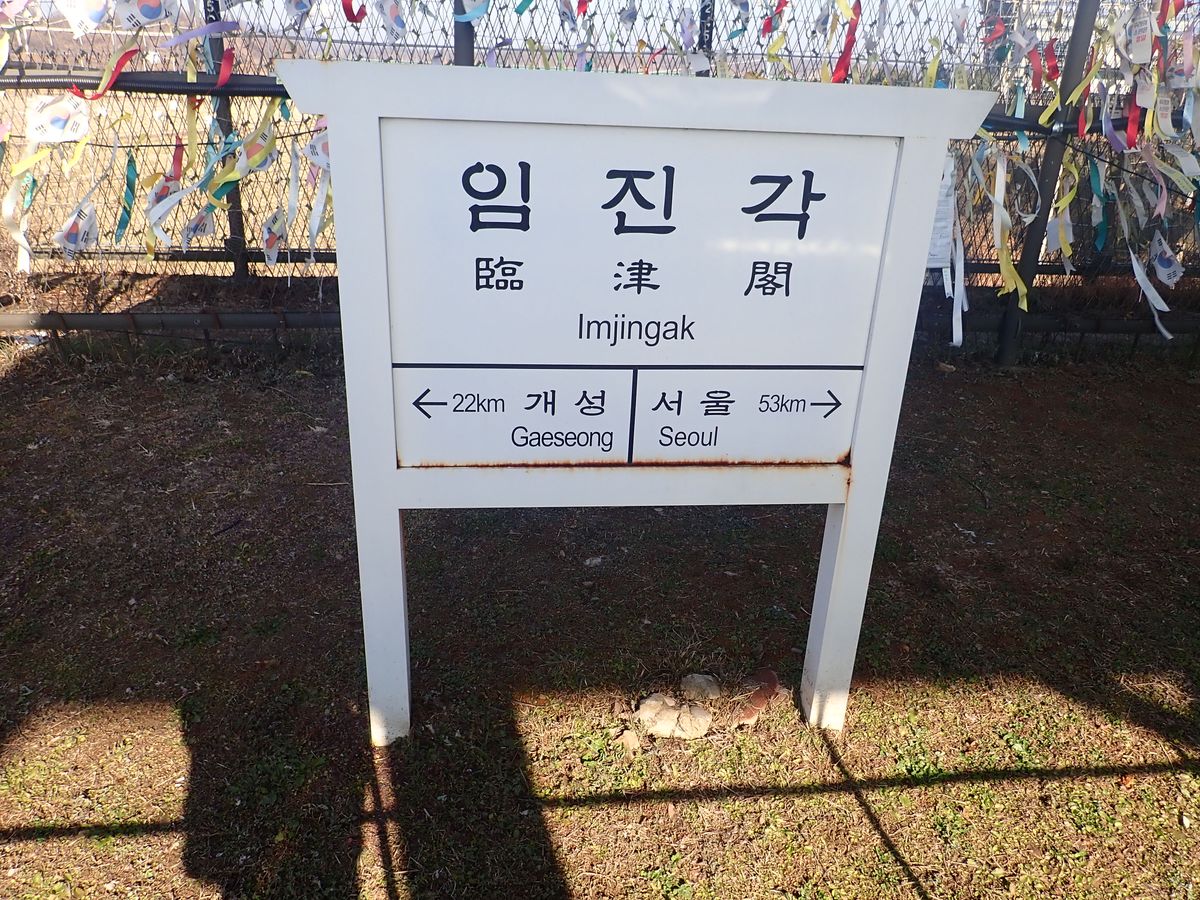 임 진 각
臨 津 閣
Imjingak
← 22km 개 성
Gaeseong
서 울 53km →
Seoul